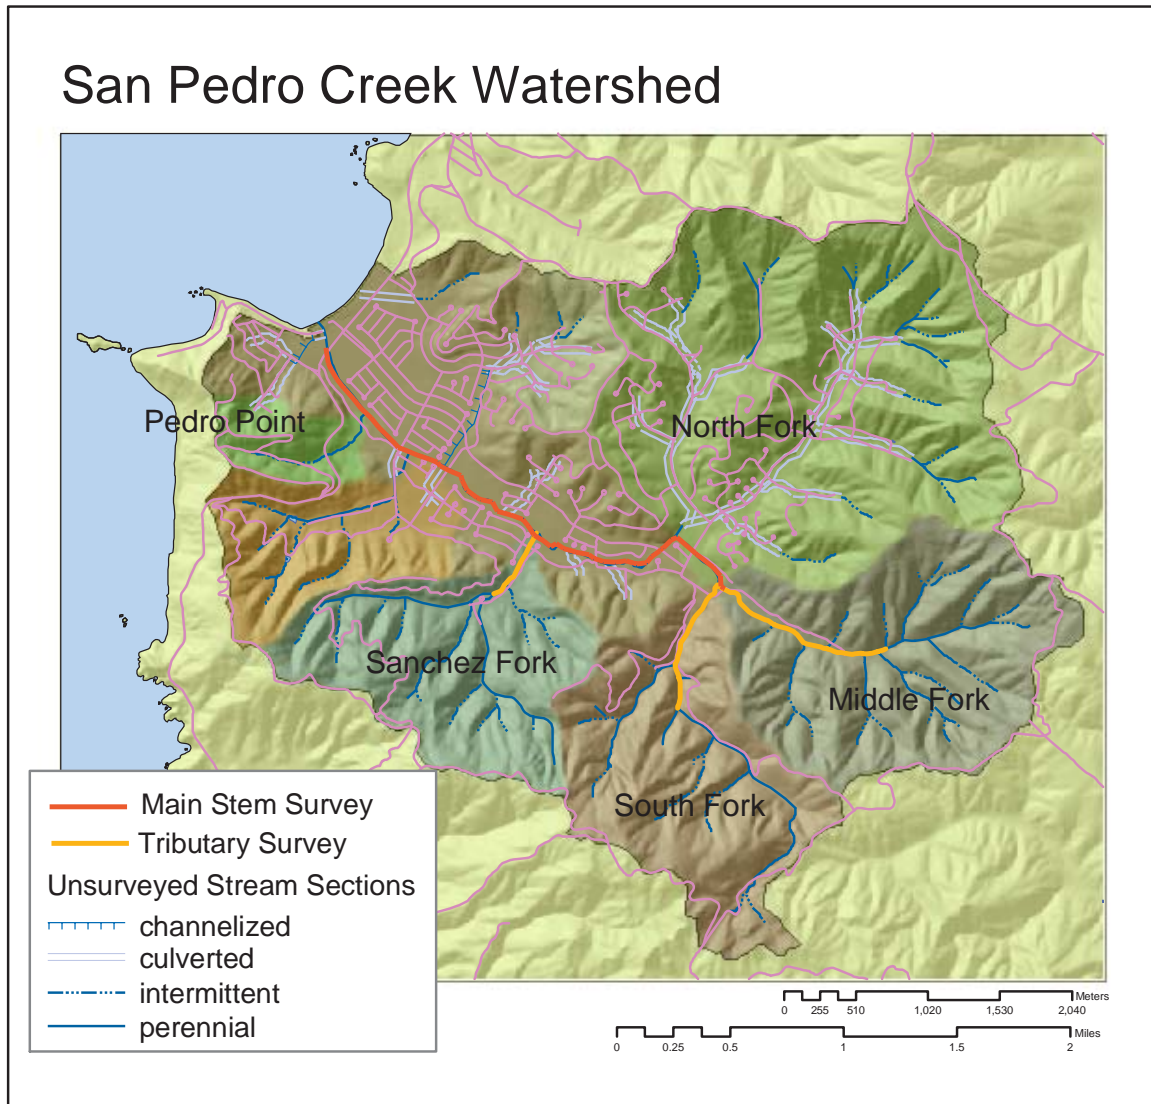 San Pedro Creek Watershed
Pedro Point
North Fork
Sanchez Fork
Middle Fork
South Fork
Main Stem Survey
Tributary Survey
Unsurveyed Stream Sections
channelized
culverted
intermittent
perennial
Meters
0 255 510 1,020 1,530 2,040
Miles
0 0.25 0.5 1 1.5 2